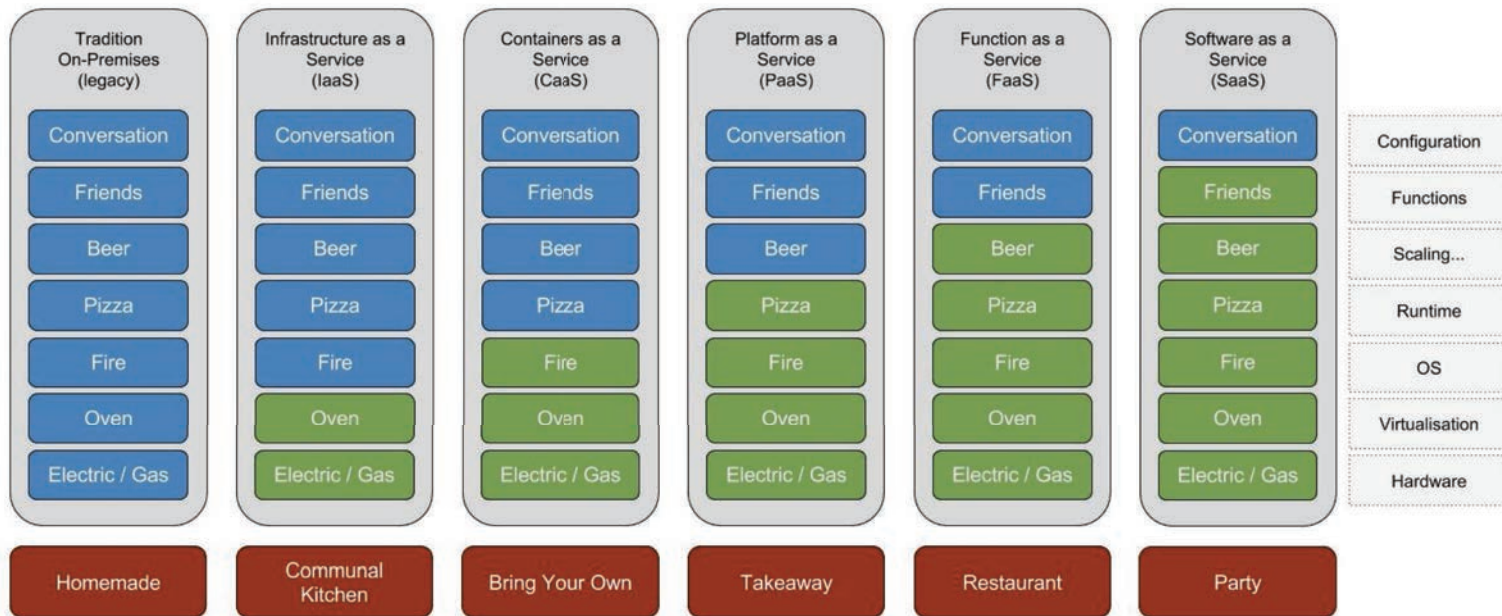 Tradition
On-Premises
(legacy)
Conversation
Friends
Beer
Pizza
Fire
Oven
Electric / Gas
Homemade
Infrastructure as a
Service
(IaaS)
Conversation
Friends
Beer
Pizza
Fire
Oven
Electric / Gas
Communal
Kitchen
Containers as a
Service
(CaaS)
Conversation
Friends
Beer
Pizza
Fire
Oven
Electric / Gas
Bring Your Own
Platform as a
Service
(PaaS)
Conversation
Friends
Beer
Pizza
Fire
Oven
Electric / Gas
Takeaway
Function as a
Service
(FaaS)
Conversation
Friends
Beer
Pizza
Fire
Oven
Electric / Gas
Restaurant
Software as a
Service
(SaaS)
Conversation
Friends
Beer
Pizza
Fire
Oven
Electric / Gas
Party
Configuration
Functions
Scaling...
Runtime
OS
Virtualisation
Hardware